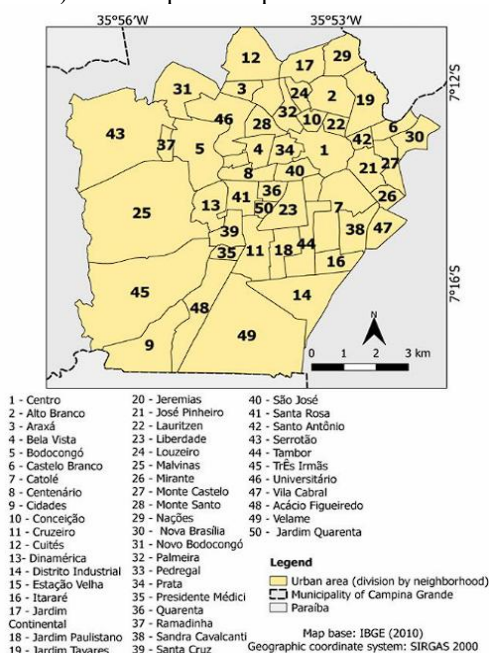 35°56'W 35°53'W
12
29
17
7°12'S
31
3
24
2
19
32
46
10
22
6
43
28
42
30
37
5
4
34
1
21
27
8
40
36
26
25
13
41
50
23
7
39
38
47
35
11
18
44
16
7°16'S
45
14
48
49
9
N
0 1 2 3 km
1 - Centro
2 - Alto Branco
3 - Araxá
4 - Bela Vista
5 - Bodocongó
6 - Castelo Branco
7 - Catolé
8 - Centenário
9 - Cidades
10 - Conceição
11 - Cruzeiro
12 - Cuités
13- Dinamérica
14 - Distrito Industrial
15 - Estação Velha
16 - Itararé
17 - Jardim
Continental
18 - Jardim Paulistano
19 - Jardim Tavares
20 - Jeremias
21 - José Pinheiro
22 - Lauritzen
23 - Liberdade
24 - Louzeiro
25 - Malvinas
26 - Mirante
27 - Monte Castelo
28 - Monte Santo
29 - Nações
30 - Nova Brasília
31 - Novo Bodocongó
32 - Palmeira
33 - Pedregal
34 - Prata
35 - Presidente Médici
36 - Quarenta
37 - Ramadinha
38 - Sandra Cavalcanti
39 - Santa Cruz
40 - São José
41 - Santa Rosa
42 - Santo Antônio
43 - Serrotão
44 - Tambor
45 - TrÊs Irmãs
46 - Universitário
47 - Vila Cabral
48 - Acácio Figueiredo
49 - Velame
50 - Jardim Quarenta
Legend
Urban area (division by neighborhood)
Municipality of Campina Grande
Paraíba
Map base: IBGE (2010)
Geographic coordinate system: SIRGAS 2000